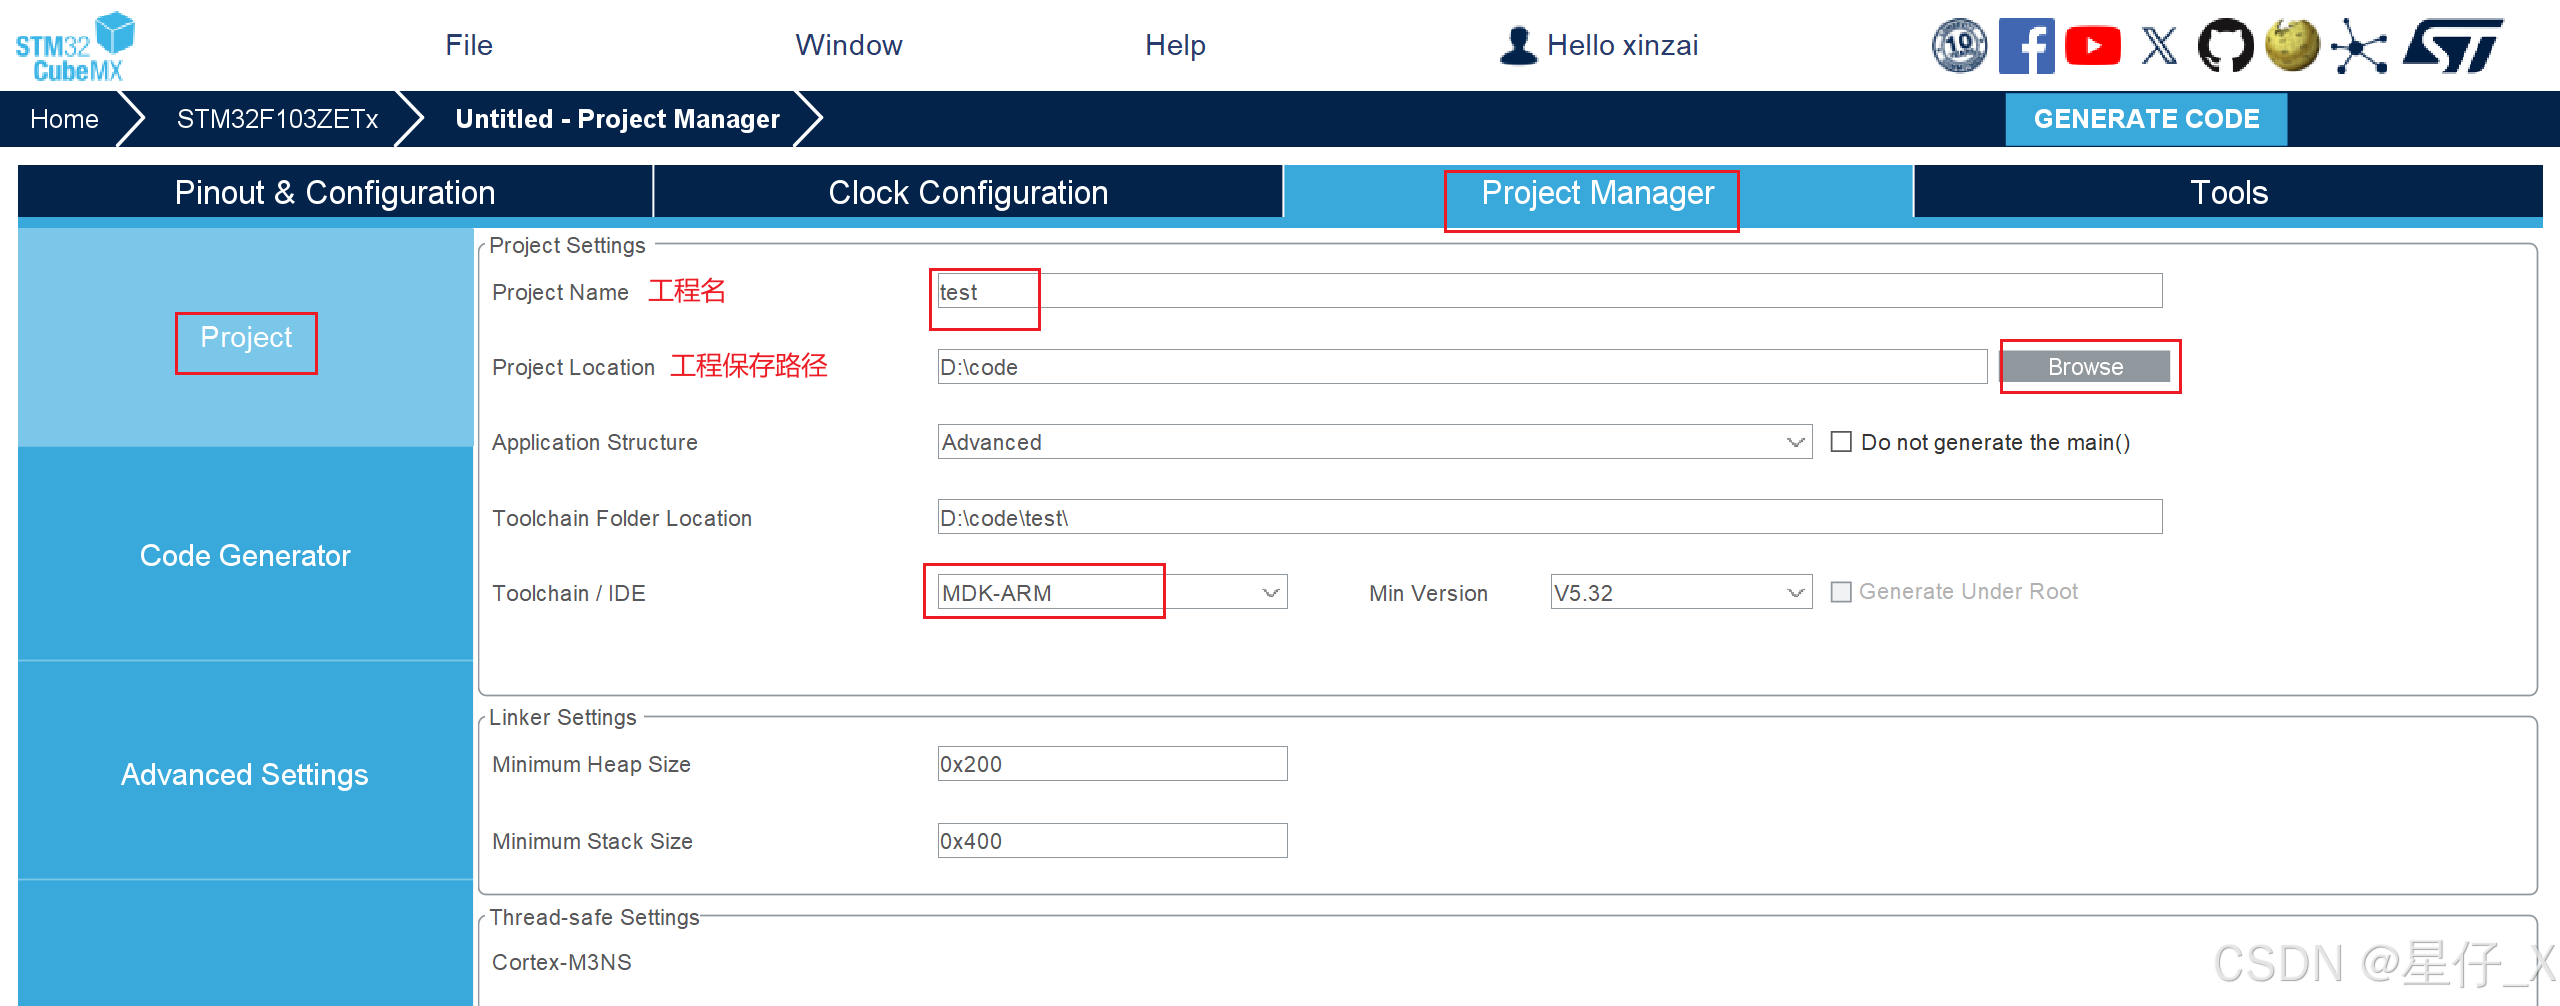 STM32 CubeMX
File
Window
Help
Hello xinzai
10
Home
STM32F103ZETx
Untitled - Project Manager
GENERATE CODE
Pinout & Configuration
Clock Configuration
Project Manager
Tools
Project
Code Generator
Advanced Settings
Project Settings
Project Name 工程名 test
Project Location 工程保存路径 D:\code Browse
Application Structure Advanced Do not generate the main()
Toolchain Folder Location D:\code\test\
Toolchain / IDE MDK-ARM Min Version V5.32 Generate Under Root
Linker Settings
Minimum Heap Size 0x200
Minimum Stack Size 0x400
Thread-safe Settings
Cortex-M3NS
CSDN @星仔_X